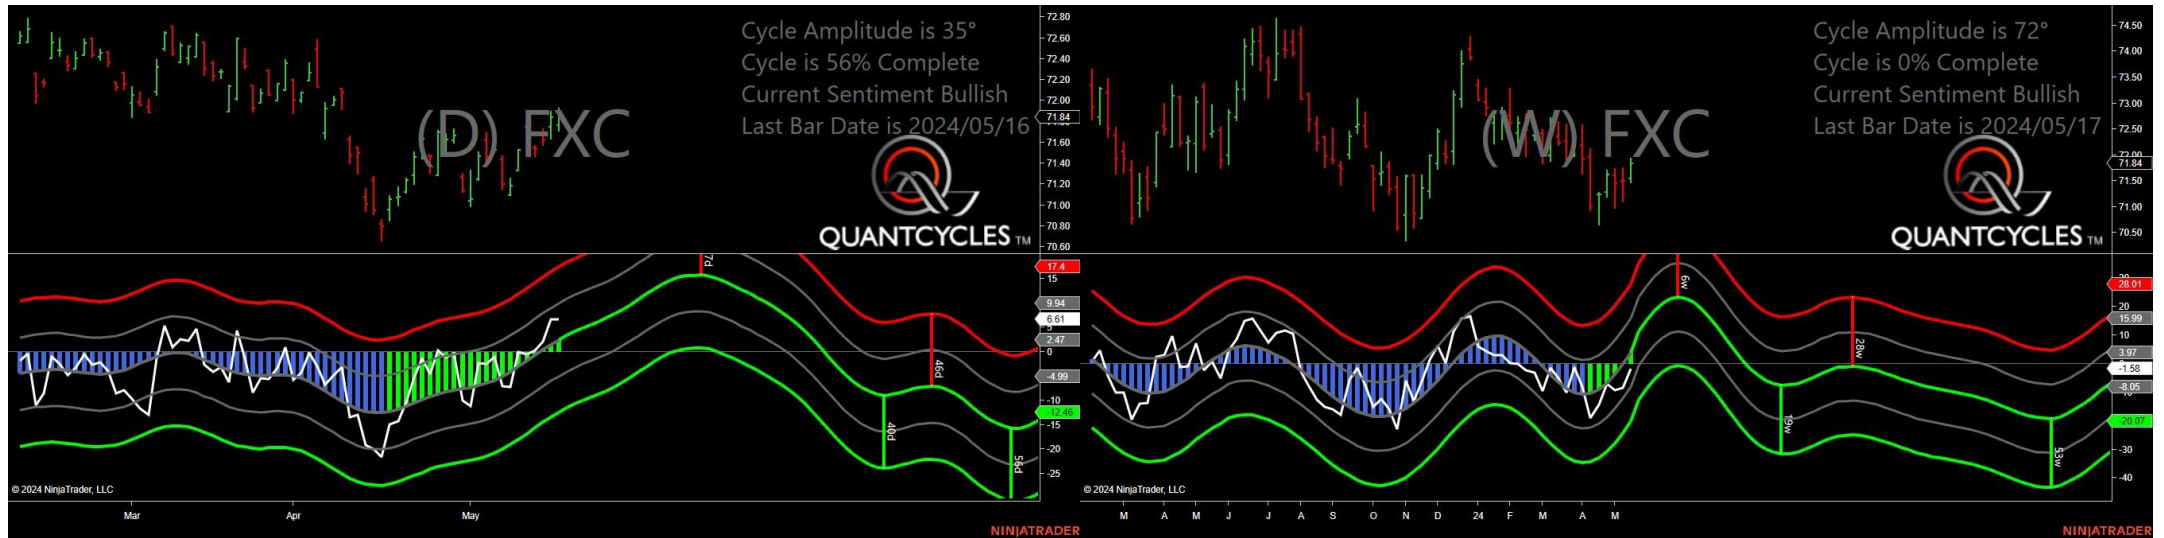 Cycle Amplitude is 35°
Cycle is 56% Complete
Current Sentiment Bullish
Last Bar Date is 2024/05/16
(D) FXC
QUANTCYCLES TM
72.80
72.60
72.40
72.20
72.00
71.84
71.60
71.40
71.20
71.00
70.80
70.60
17.4
15
9.94
6.61
5
2.47
0
-4.99
-10
-12.46
-15
-20
-25
7d
46d
40d
56d
© 2024 NinjaTrader, LLC
Mar
Apr
May
NINJATRADER
Cycle Amplitude is 72°
Cycle is 0% Complete
Current Sentiment Bullish
Last Bar Date is 2024/05/17
(W) FXC
QUANTCYCLES TM
74.50
74.00
73.50
73.00
72.50
72.00
71.84
71.50
71.00
70.50
28.01
20
15.99
10
3.97
-1.58
-8.05
-20.07
-30
-40
6w
28w
19w
53w
© 2024 NinjaTrader, LLC
M A M J J A S O N D 24 F M A M
NINJATRADER